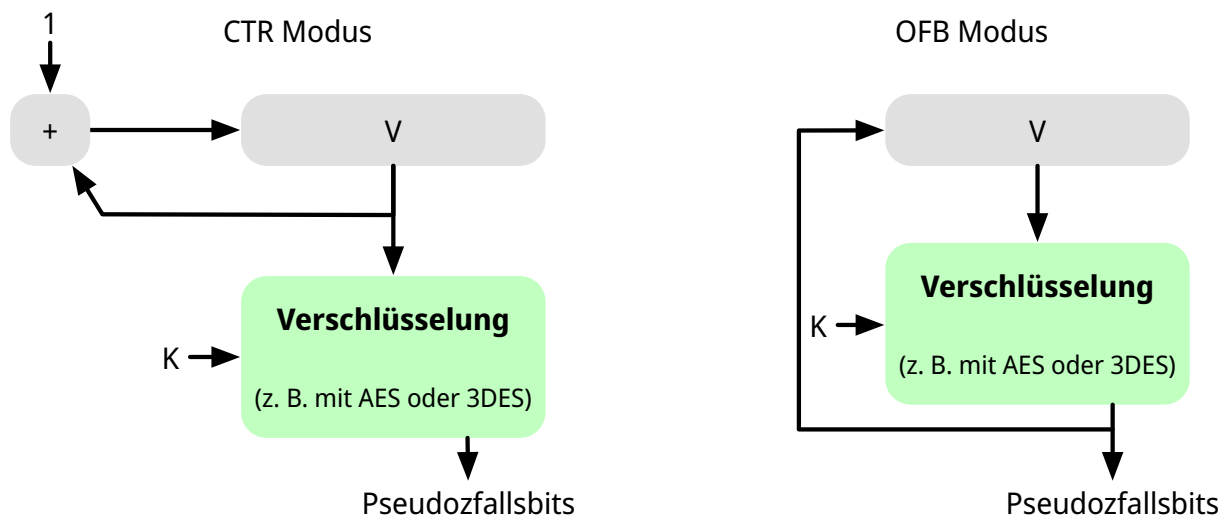 1
CTR Modus
+
V
K
Verschlüsselung
(z. B. mit AES oder 3DES)
Pseudozfallsbits
OFB Modus
V
K
Verschlüsselung
(z. B. mit AES oder 3DES)
Pseudozfallsbits